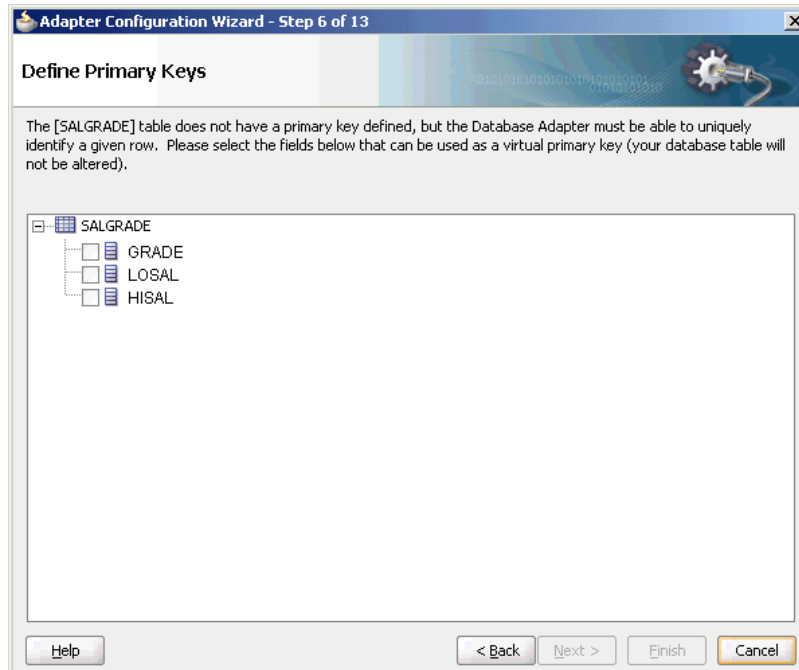 Adapter Configuration Wizard - Step 6 of 13
Define Primary Keys
The [SALGRADE] table does not have a primary key defined, but the Database Adapter must be able to uniquely
identify a given row. Please select the fields below that can be used as a virtual primary key (your database table will
not be altered).
SALGRADE
GRADE
LOSAL
HISAL
Help
< Back
Next >
Finish
Cancel